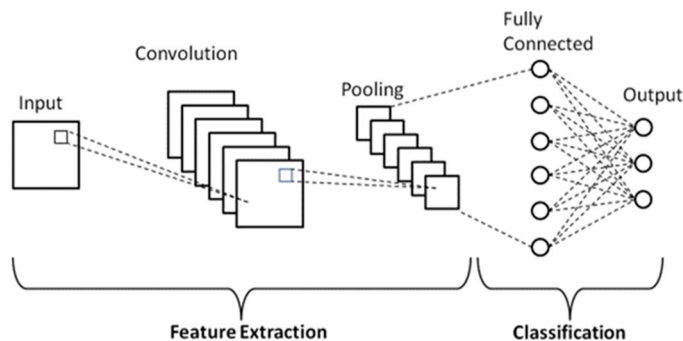 Fully
Connected
Convolution
Pooling
Input
Output
Feature Extraction
Classification